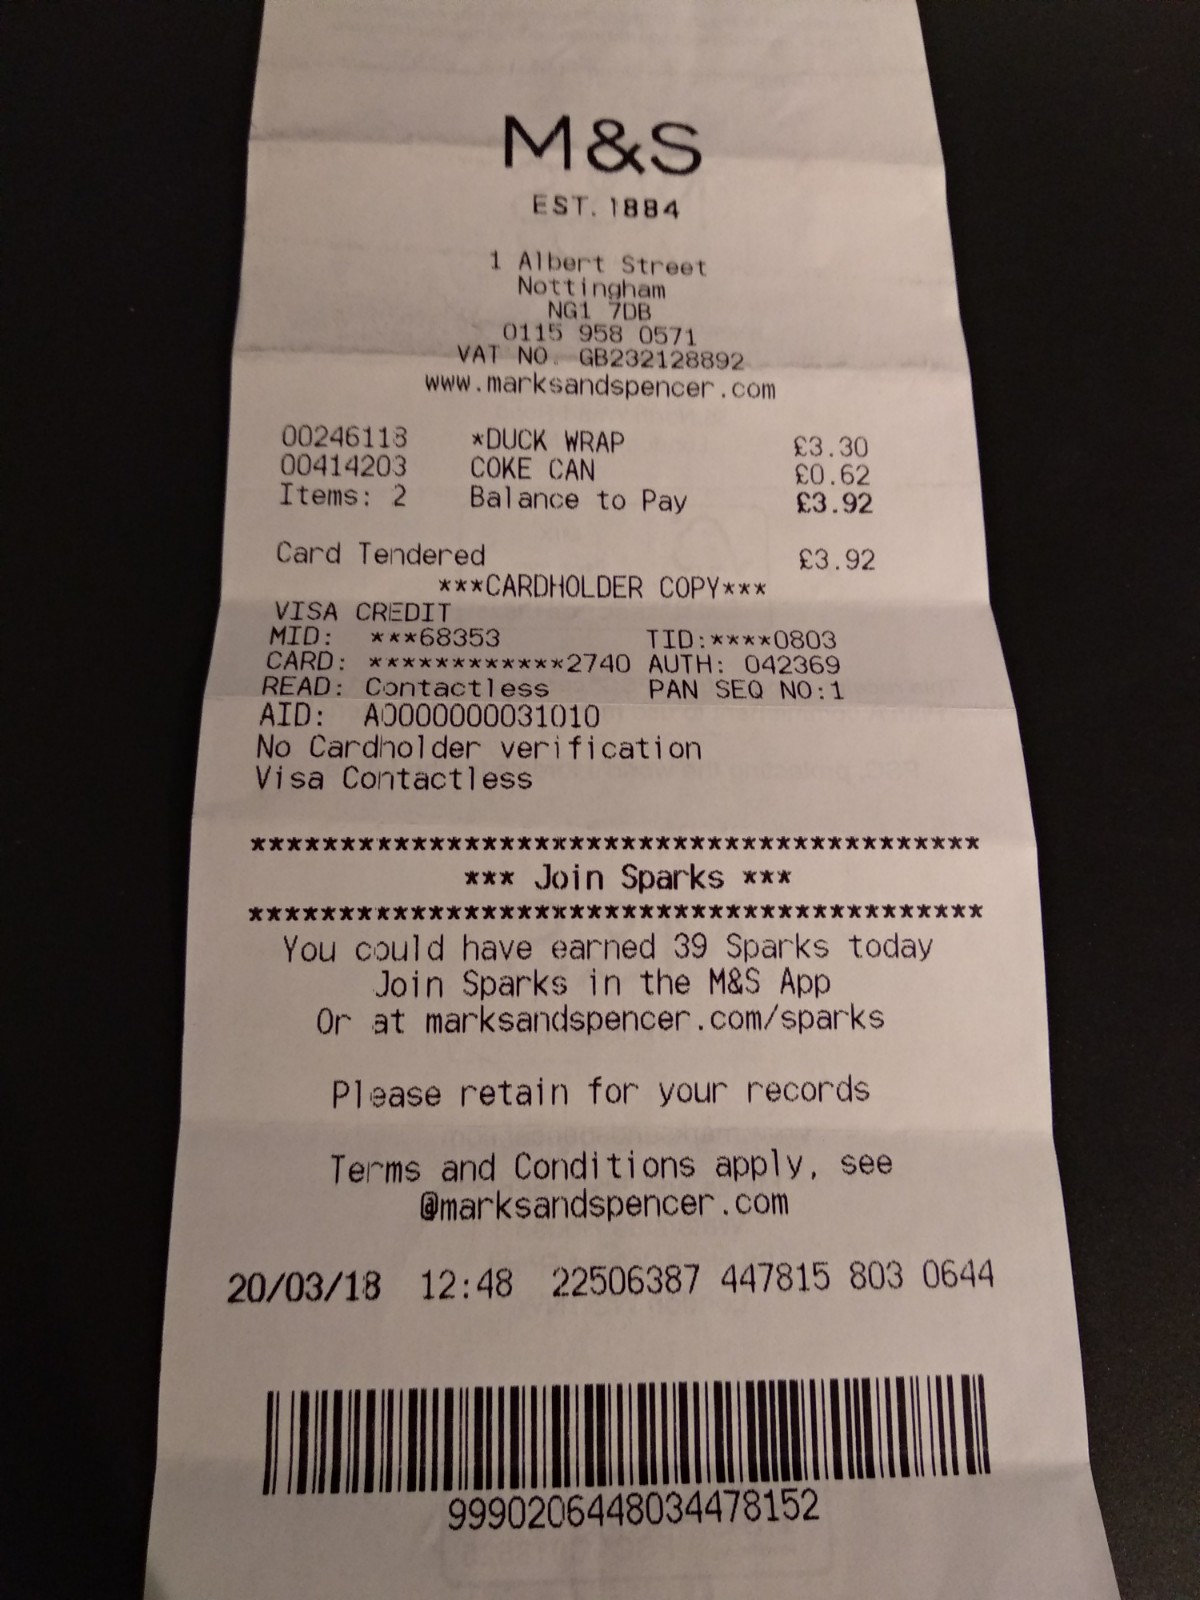 M&S
EST. 1884
1 Albert Street
Nottingham
NG1 7DB
0115 958 0571
VAT NO. GB232128892
www.marksandspencer.com
00246118 *DUCK WRAP £3.30
00414203 COKE CAN £0.62
Items: 2 Balance to Pay £3.92
Card Tendered £3.92
***CARDHOLDER COPY***
VISA CREDIT
MID: ***68353 TID:****0803
CARD: ************2740 AUTH: 042369
READ: Contactless PAN SEQ NO:1
AID: A0000000031010
No Cardholder verification
Visa Contactless
*****************************************
*** Join Sparks ***
*****************************************
You could have earned 39 Sparks today
Join Sparks in the M&S App
Or at marksandspencer.com/sparks
Please retain for your records
Terms and Conditions apply, see
@marksandspencer.com
20/03/18 12:48 22506387 447815 803 0644
9990206448034478152